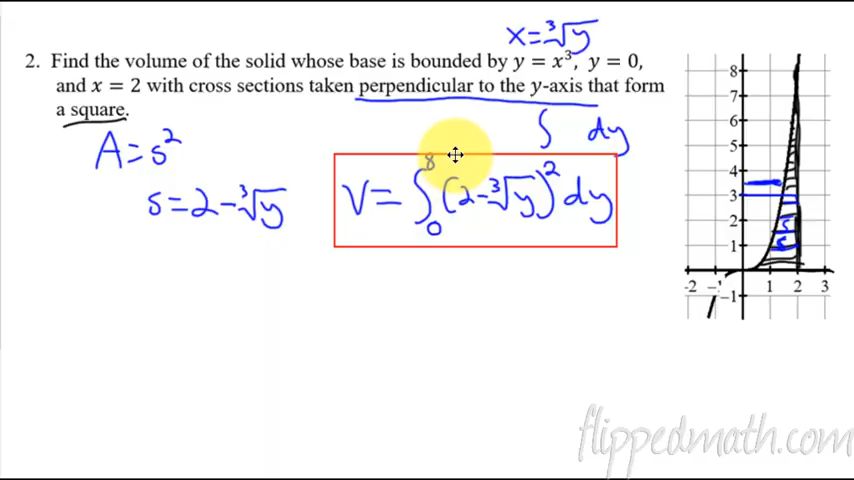 x = ∛y
2. Find the volume of the solid whose base is bounded by y = x³, y = 0,
and x = 2 with cross sections taken perpendicular to the y-axis that form
a square.
A = s²
∫ dy
s = 2 - ∛y
V = ∫₀⁸ (2 - ∛y)² dy
8
7
6
5
4
3
2
1
-2 -1 1 2 3
-1
s
s
flippedmath.com